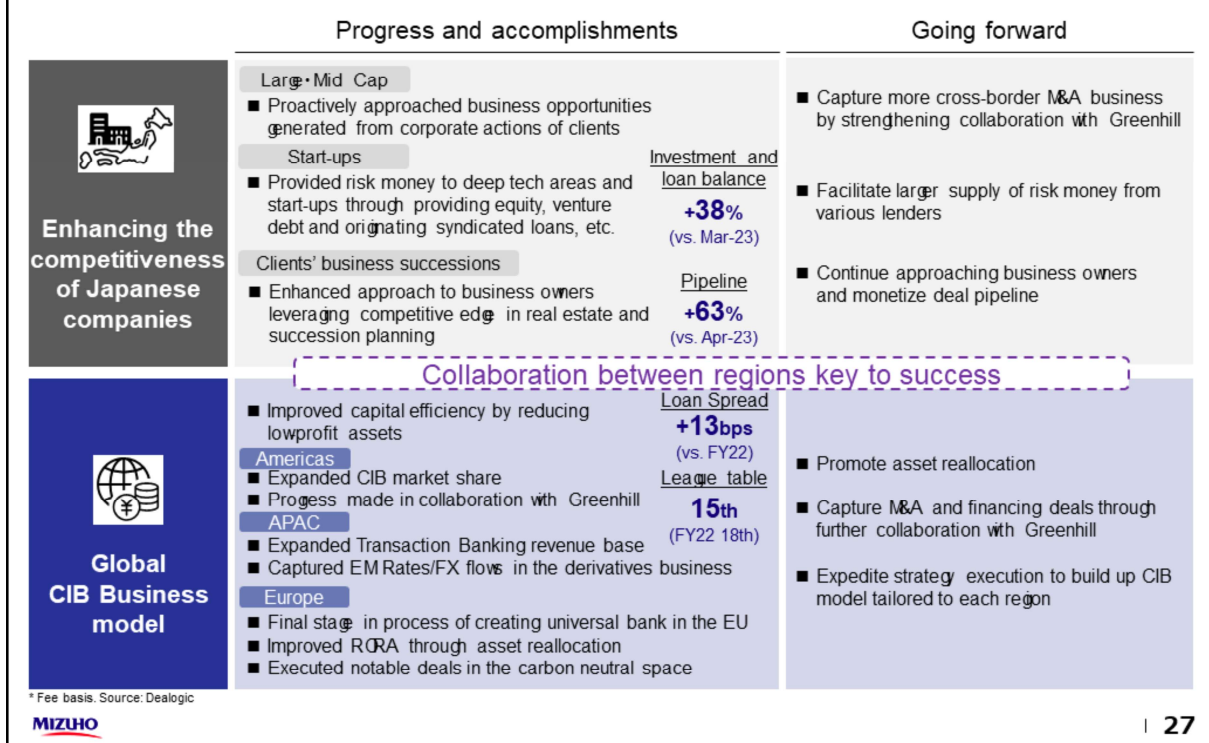 Progress and accomplishments
Going forward
Enhancing the
competitiveness
of Japanese
companies
Large・Mid Cap
■ Proactively approached business opportunities
generated from corporate actions of clients
Start-ups
■ Provided risk money to deep tech areas and
start-ups through providing equity, venture
debt and originating syndicated loans, etc.
Investment and
loan balance
+38%
(vs. Mar-23)
Clients' business successions
■ Enhanced approach to business owners
leveraging competitive edge in real estate and
succession planning
Pipeline
+63%
(vs. Apr-23)
■ Capture more cross-border M&A business
by strengthening collaboration with Greenhill
■ Facilitate larger supply of risk money from
various lenders
■ Continue approaching business owners
and monetize deal pipeline
Collaboration between regions key to success
Global
CIB Business
model
■ Improved capital efficiency by reducing
low-profit assets
Loan Spread
+13bps
(vs. FY22)
Americas
■ Expanded CIB market share
■ Progress made in collaboration with Greenhill
League table
15th
(FY22 18th)
APAC
■ Expanded Transaction Banking revenue base
■ Captured EM Rates/FX flows in the derivatives business
Europe
■ Final stage in process of creating universal bank in the EU
■ Improved RORA through asset reallocation
■ Executed notable deals in the carbon neutral space
■ Promote asset reallocation
■ Capture M&A and financing deals through
further collaboration with Greenhill
■ Expedite strategy execution to build up CIB
model tailored to each region
* Fee basis. Source: Dealogic
MIZUHO
27